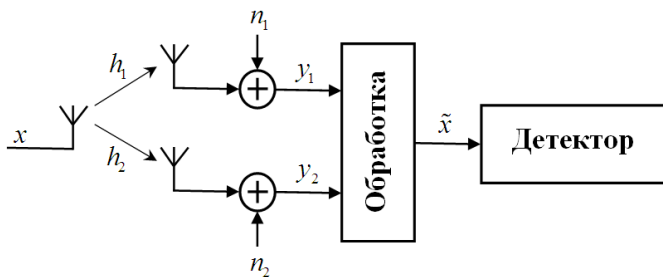 n₁
h₁
y₁
x
Обработка
x̃
Детектор
h₂
y₂
n₂